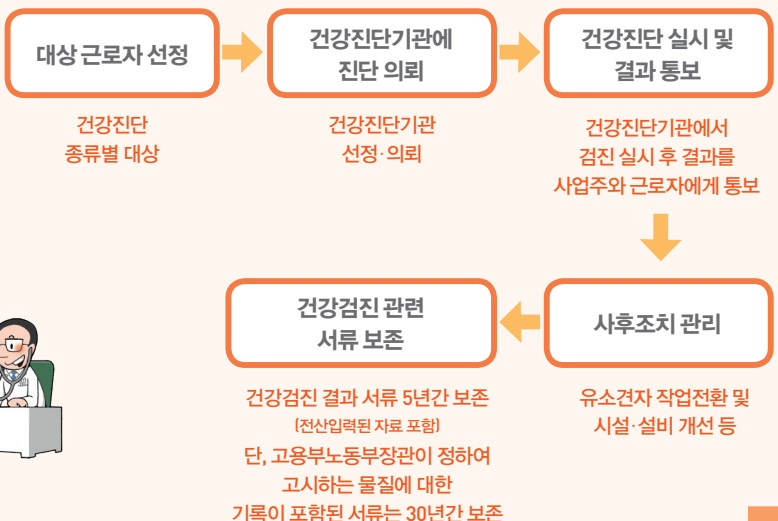 대상 근로자 선정
건강진단
종류별 대상
건강진단기관에
진단 의뢰
건강진단기관
선정·의뢰
건강진단 실시 및
결과 통보
건강진단기관에서
검진 실시 후 결과를
사업주와 근로자에게 통보
사후조치 관리
유소견자 작업전환 및
시설·설비 개선 등
건강검진 관련
서류 보존
건강검진 결과 서류 5년간 보존
(전산입력된 자료 포함)
단, 고용부노동부장관이 정하여
고시하는 물질에 대한
기록이 포함된 서류는 30년간 보존